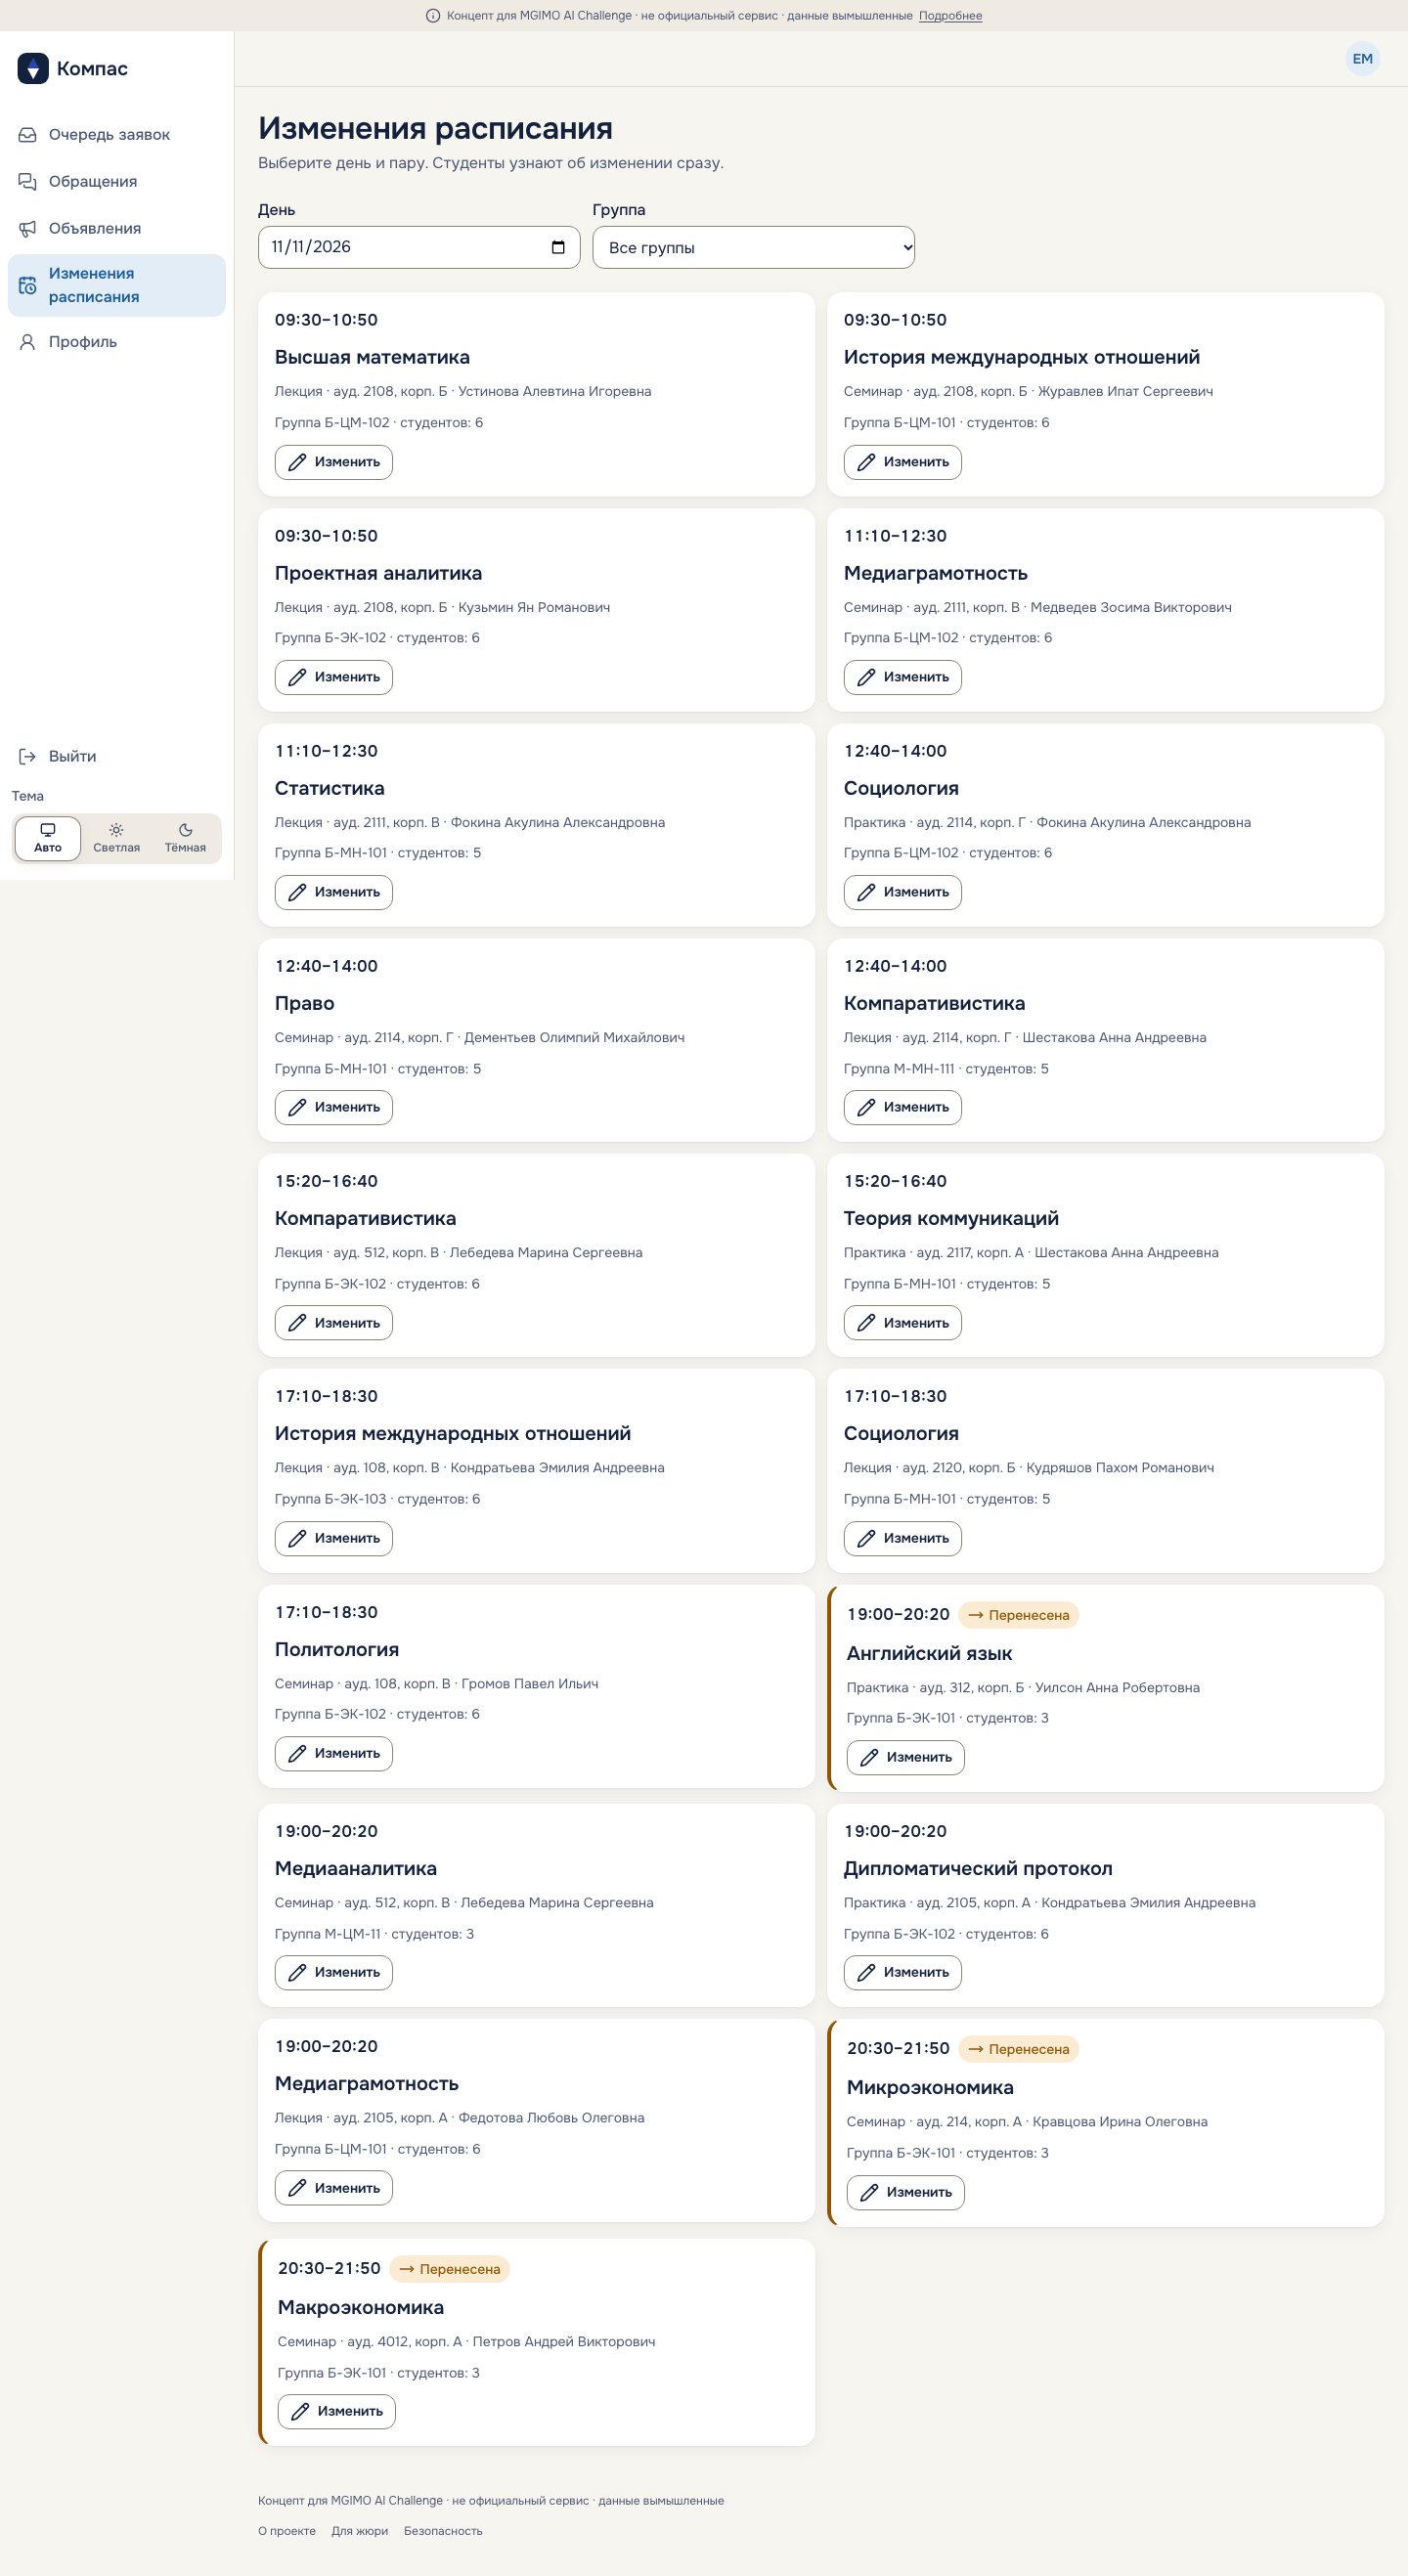 Концепт для MGIMO AI Challenge · не официальный сервис · данные вымышленные Подробнее
Компас
ЕМ
Очередь заявок
Обращения
Объявления
Изменения
расписания
Профиль
Выйти
Тема
Авто Светлая Тёмная
Изменения расписания
Выберите день и пару. Студенты узнают об изменении сразу.
День Группа
11/11/2026 Все группы
09:30–10:50
Высшая математика
Лекция · ауд. 2108, корп. Б · Устинова Алевтина Игоревна
Группа Б-ЦМ-102 · студентов: 6
Изменить
09:30–10:50
История международных отношений
Семинар · ауд. 2108, корп. Б · Журавлев Ипат Сергеевич
Группа Б-ЦМ-101 · студентов: 6
Изменить
09:30–10:50
Проектная аналитика
Лекция · ауд. 2108, корп. Б · Кузьмин Ян Романович
Группа Б-ЭК-102 · студентов: 6
Изменить
11:10–12:30
Медиаграмотность
Семинар · ауд. 2111, корп. В · Медведев Зосима Викторович
Группа Б-ЦМ-102 · студентов: 6
Изменить
11:10–12:30
Статистика
Лекция · ауд. 2111, корп. В · Фокина Акулина Александровна
Группа Б-МН-101 · студентов: 5
Изменить
12:40–14:00
Социология
Практика · ауд. 2114, корп. Г · Фокина Акулина Александровна
Группа Б-ЦМ-102 · студентов: 6
Изменить
12:40–14:00
Право
Семинар · ауд. 2114, корп. Г · Дементьев Олимпий Михайлович
Группа Б-МН-101 · студентов: 5
Изменить
12:40–14:00
Компаративистика
Лекция · ауд. 2114, корп. Г · Шестакова Анна Андреевна
Группа М-МН-111 · студентов: 5
Изменить
15:20–16:40
Компаративистика
Лекция · ауд. 512, корп. В · Лебедева Марина Сергеевна
Группа Б-ЭК-102 · студентов: 6
Изменить
15:20–16:40
Теория коммуникаций
Практика · ауд. 2117, корп. А · Шестакова Анна Андреевна
Группа Б-МН-101 · студентов: 5
Изменить
17:10–18:30
История международных отношений
Лекция · ауд. 108, корп. В · Кондратьева Эмилия Андреевна
Группа Б-ЭК-103 · студентов: 6
Изменить
17:10–18:30
Социология
Лекция · ауд. 2120, корп. Б · Кудряшов Пахом Романович
Группа Б-МН-101 · студентов: 5
Изменить
17:10–18:30
Политология
Семинар · ауд. 108, корп. В · Громов Павел Ильич
Группа Б-ЭК-102 · студентов: 6
Изменить
19:00–20:20 → Перенесена
Английский язык
Практика · ауд. 312, корп. Б · Уилсон Анна Робертовна
Группа Б-ЭК-101 · студентов: 3
Изменить
19:00–20:20
Медиааналитика
Семинар · ауд. 512, корп. В · Лебедева Марина Сергеевна
Группа М-ЦМ-11 · студентов: 3
Изменить
19:00–20:20
Дипломатический протокол
Практика · ауд. 2105, корп. А · Кондратьева Эмилия Андреевна
Группа Б-ЭК-102 · студентов: 6
Изменить
19:00–20:20
Медиаграмотность
Лекция · ауд. 2105, корп. А · Федотова Любовь Олеговна
Группа Б-ЦМ-101 · студентов: 6
Изменить
20:30–21:50 → Перенесена
Микроэкономика
Семинар · ауд. 214, корп. А · Кравцова Ирина Олеговна
Группа Б-ЭК-101 · студентов: 3
Изменить
20:30–21:50 → Перенесена
Макроэкономика
Семинар · ауд. 4012, корп. А · Петров Андрей Викторович
Группа Б-ЭК-101 · студентов: 3
Изменить
Концепт для MGIMO AI Challenge · не официальный сервис · данные вымышленные
О проекте Для жюри Безопасность